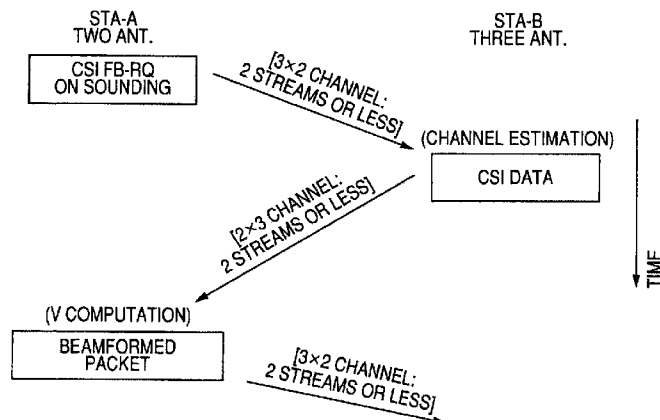 STA-A
TWO ANT.
STA-B
THREE ANT.
CSI FB-RQ
ON SOUNDING
[3×2 CHANNEL:
2 STREAMS OR LESS]
(CHANNEL ESTIMATION)
CSI DATA
[2×3 CHANNEL:
2 STREAMS OR LESS]
TIME
(V COMPUTATION)
BEAMFORMED
PACKET
[3×2 CHANNEL:
2 STREAMS OR LESS]